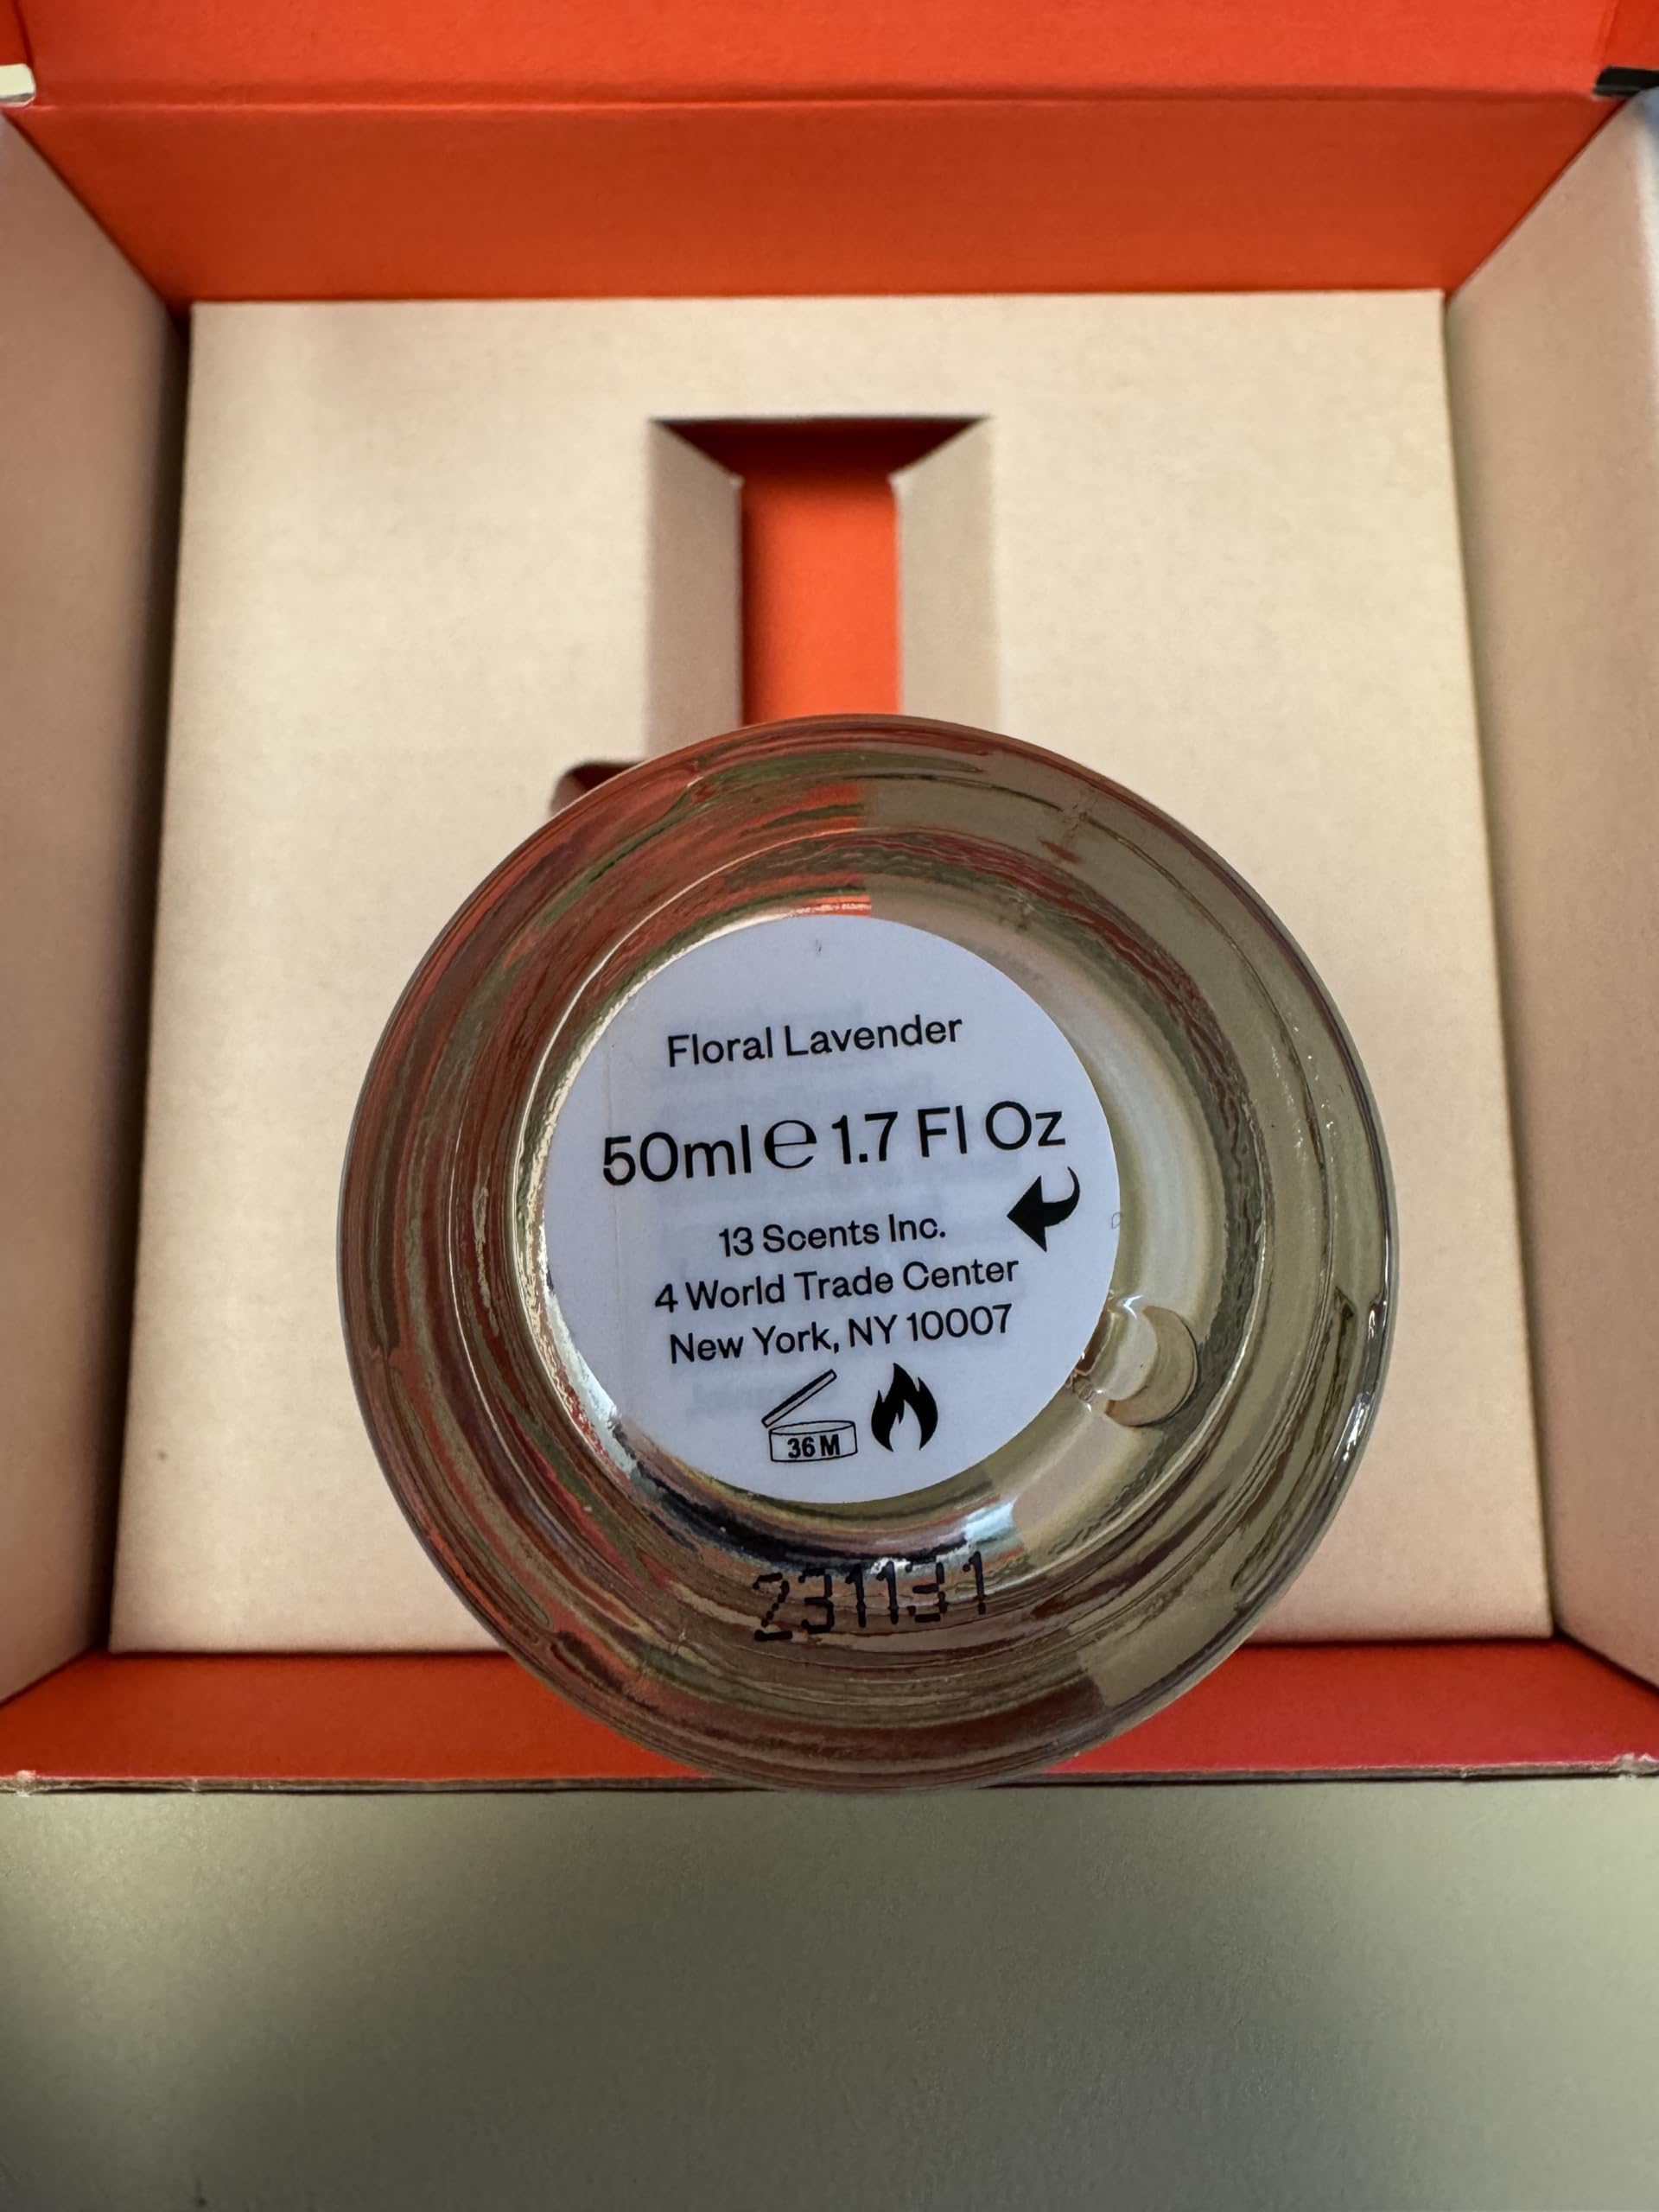 Floral Lavender
50ml℮ 1.7 Fl Oz
13 Scents Inc.
4 World Trade Center
New York, NY 10007
36 M
231131